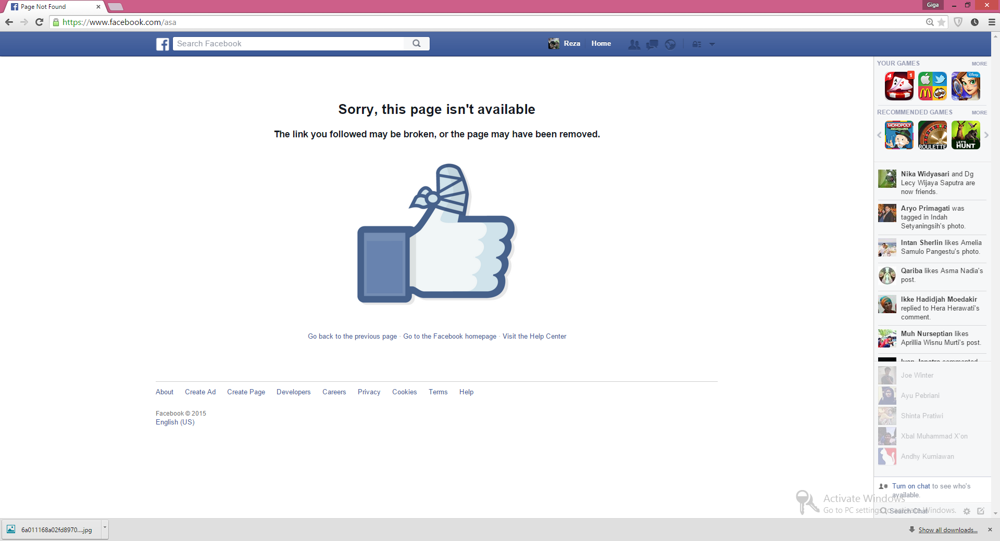 Page Not Found
Giga
https://www.facebook.com/asa
Search Facebook
Reza
Home
Sorry, this page isn't available
The link you followed may be broken, or the page may have been removed.
Go back to the previous page · Go to the Facebook homepage · Visit the Help Center
About Create Ad Create Page Developers Careers Privacy Cookies Terms Help
Facebook © 2015
English (US)
YOUR GAMES MORE
1
Disney
RECOMMENDED GAMES MORE
MONOPOLY
ROULETTE
LET'S
HUNT
Nika Widyasari and Dg
Lecy Wijaya Saputra are
now friends.
Aryo Primagati was
tagged in Indah
Setyaningsih's photo.
Intan Sherlin likes Amelia
Samulo Pangestu's photo.
Qariba likes Asma Nadia's
post.
Ikke Hadidjah Moedakir
replied to Hera Herawati's
comment.
Muh Nurseptian likes
Aprillia Wisnu Murti's post.
Joe Winter
Ayu Pebriani
Shinta Pratiwi
Xbal Muhammad X'on
Andhy Kurniawan
Turn on chat to see who's
available.
Search Chat
Activate Windows
Go to PC settings to activate Windows.
6a011168a02fd8970....jpg
Show all downloads...